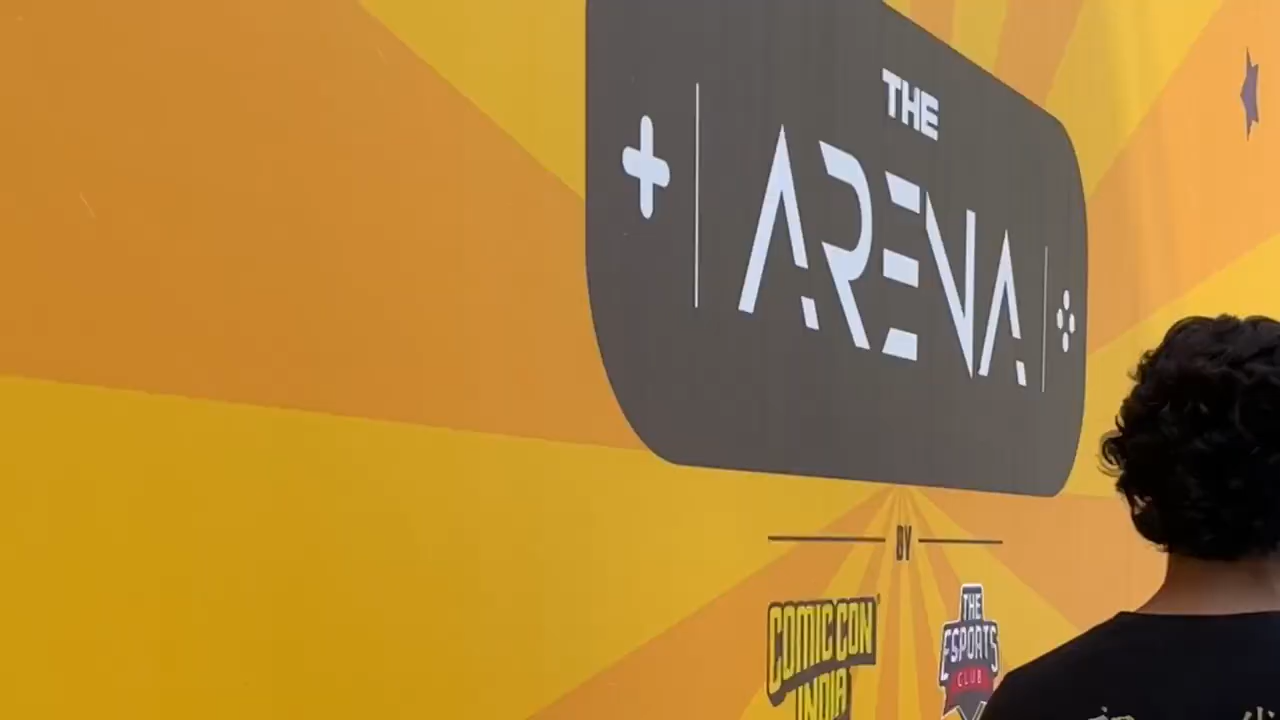 THE
ARENA
BY
COMIC CON
INDIA
THE
ESPORTS
CLUB